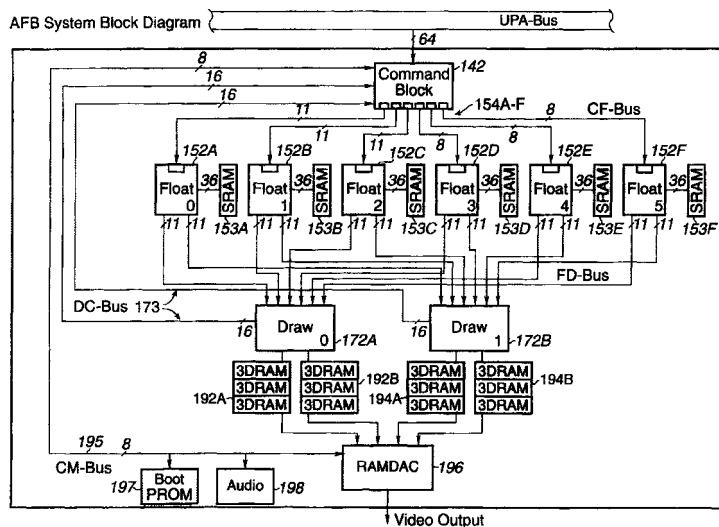 AFB System Block Diagram
UPA-Bus
64
8
16
16
Command
Block
142
154A-F
CF-Bus
11
11
11
8
8
8
152A
152B
152C
152D
152E
152F
Float
0
36
SRAM
Float
1
36
SRAM
Float
2
36
SRAM
Float
3
36
SRAM
Float
4
36
SRAM
Float
5
36
SRAM
153A
153B
153C
153D
153E
153F
11
11
11
11
11
11
11
11
11
11
11
11
FD-Bus
DC-Bus 173
16
Draw
0
172A
16
Draw
1
172B
3DRAM
3DRAM
3DRAM
192A
3DRAM
3DRAM
3DRAM
192B
3DRAM
3DRAM
3DRAM
194A
3DRAM
3DRAM
3DRAM
194B
195
8
CM-Bus
197
Boot
PROM
Audio
198
RAMDAC
196
Video Output